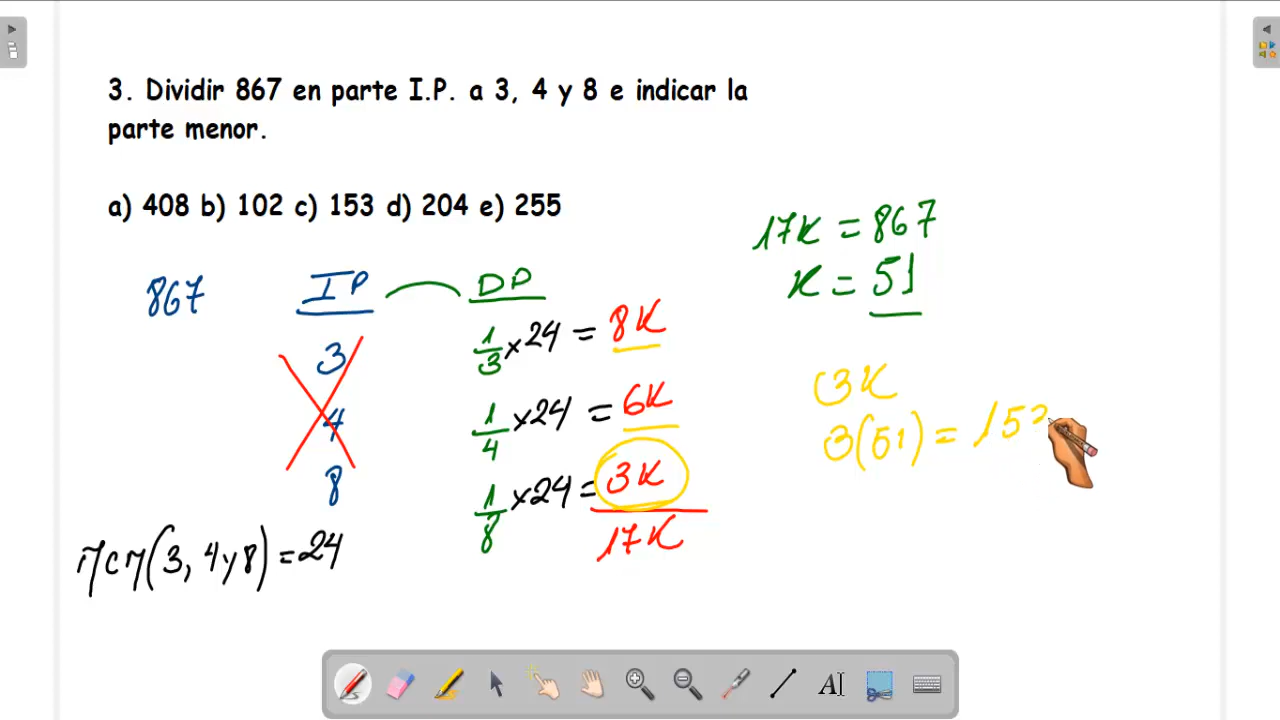 3. Dividir 867 en parte I.P. a 3, 4 y 8 e indicar la
parte menor.
a) 408 b) 102 c) 153 d) 204 e) 255
17K = 867
K = 51
867 IP DP
3 1/3 x 24 = 8K
4 1/4 x 24 = 6K
8 1/8 x 24 = 3K
17K
3K
3(51) = 153
MCM(3, 4 y 8) = 24
AI